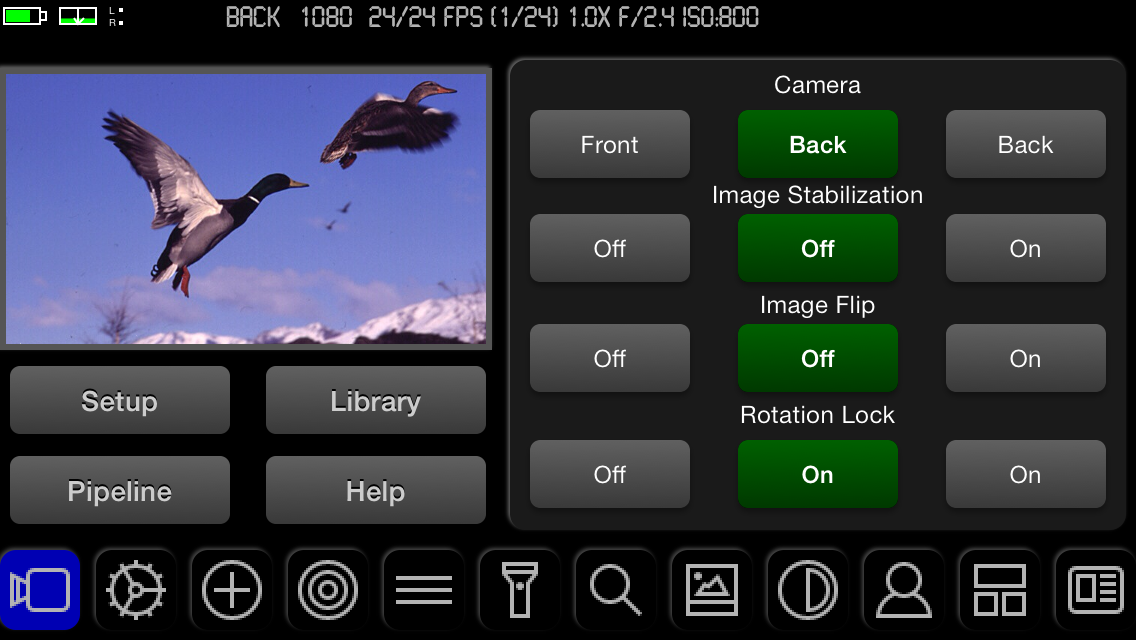 L
R
BACK 1080 24/24 FPS (1/24) 1.0X F/2.4 ISO:800
Camera
Front Back Back
Image Stabilization
Off Off On
Image Flip
Off Off On
Rotation Lock
Off On On
Setup Library
Pipeline Help